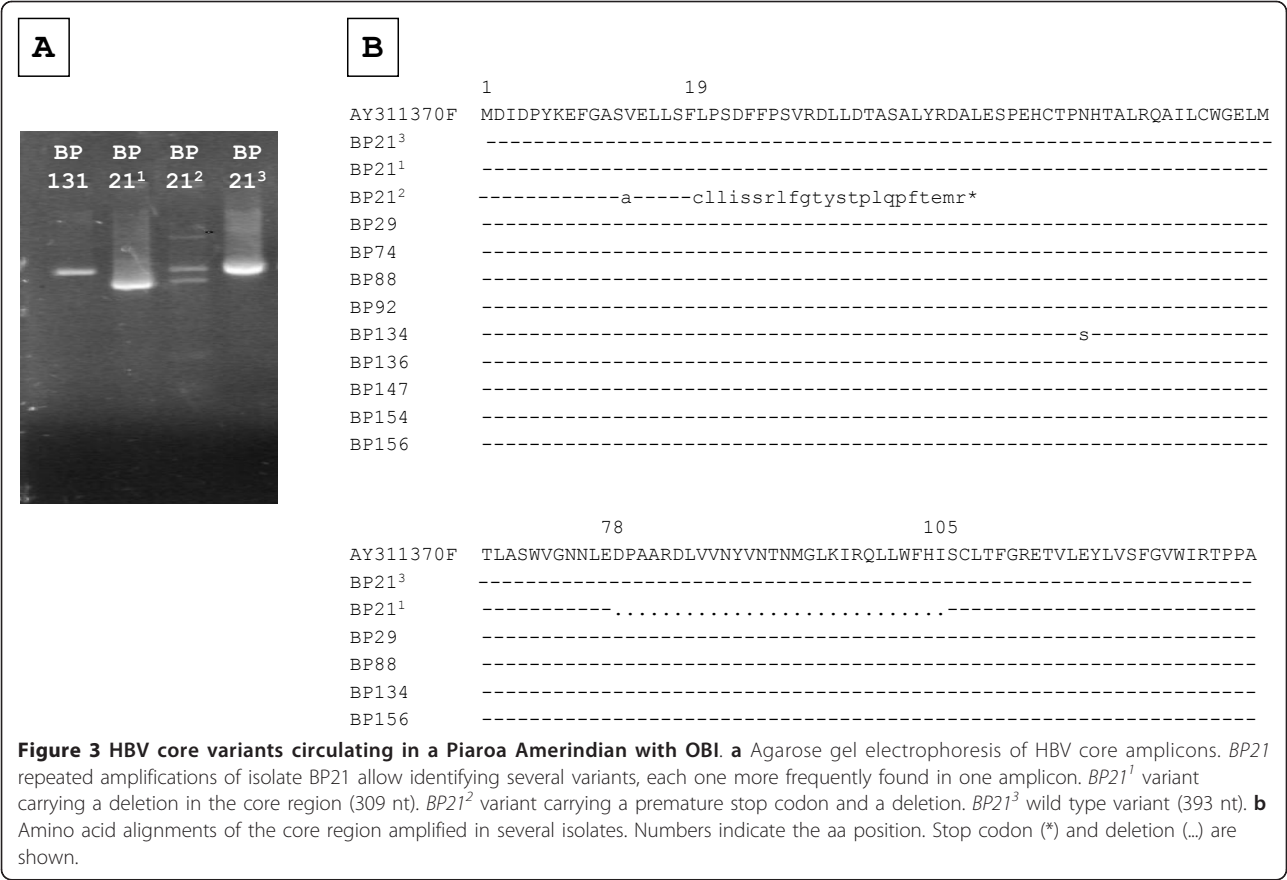 A
B
BP BP BP BP
131 21¹ 21² 21³
1 19
AY311370F MDIDPYKEFGASVELLSFLPSDFFPSVRDLLDTASALYRDALESPEHCTPNHTALRQAILCWGELM
BP21³ ------------------------------------------------------------------
BP21¹ ------------------------------------------------------------------
BP21² ------------a-----cllissrlfgtystplqpftemr*
BP29 ------------------------------------------------------------------
BP74 ------------------------------------------------------------------
BP88 ------------------------------------------------------------------
BP92 ------------------------------------------------------------------
BP134 --------------------------------------------------s---------------
BP136 ------------------------------------------------------------------
BP147 ------------------------------------------------------------------
BP154 ------------------------------------------------------------------
BP156 ------------------------------------------------------------------
78 105
AY311370F TLASWVGNNLEDPAARDLVVNYVNTNMGLKIRQLLWFHISCLTFGRETVLEYLVSFGVWIRTPPA
BP21³ -----------------------------------------------------------------
BP21¹ -----------............................--------------------------
BP29 -----------------------------------------------------------------
BP88 -----------------------------------------------------------------
BP134 -----------------------------------------------------------------
BP156 -----------------------------------------------------------------
Figure 3 HBV core variants circulating in a Piaroa Amerindian with OBI. a Agarose gel electrophoresis of HBV core amplicons. BP21
repeated amplifications of isolate BP21 allow identifying several variants, each one more frequently found in one amplicon. BP21¹ variant
carrying a deletion in the core region (309 nt). BP21² variant carrying a premature stop codon and a deletion. BP21³ wild type variant (393 nt). b
Amino acid alignments of the core region amplified in several isolates. Numbers indicate the aa position. Stop codon (*) and deletion (...) are
shown.